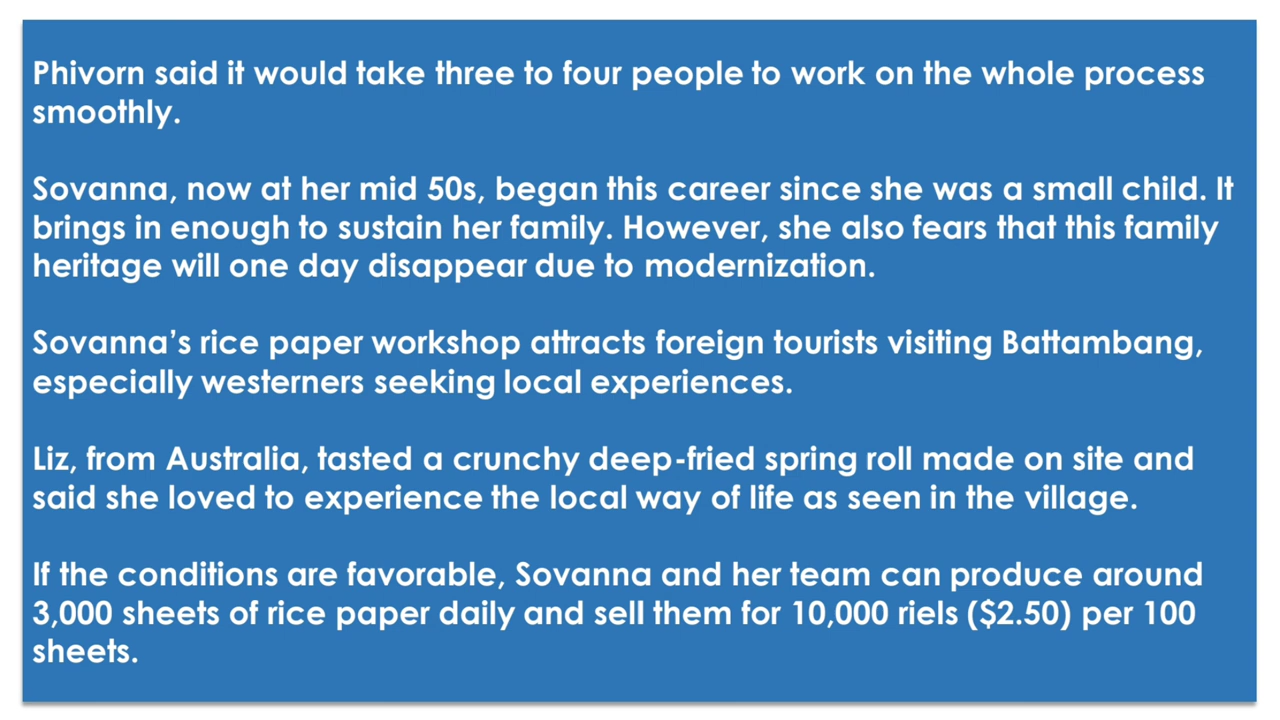 Phivorn said it would take three to four people to work on the whole process
smoothly.
Sovanna, now at her mid 50s, began this career since she was a small child. It
brings in enough to sustain her family. However, she also fears that this family
heritage will one day disappear due to modernization.
Sovanna’s rice paper workshop attracts foreign tourists visiting Battambang,
especially westerners seeking local experiences.
Liz, from Australia, tasted a crunchy deep-fried spring roll made on site and
said she loved to experience the local way of life as seen in the village.
If the conditions are favorable, Sovanna and her team can produce around
3,000 sheets of rice paper daily and sell them for 10,000 riels ($2.50) per 100
sheets.